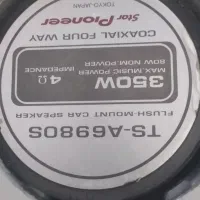 TS-A6980S
FLUSH-MOUNT CAR SPEAKER
350W
MAX.MUSIC POWER
80W NOM.POWER
4Ω
IMPEDANCE
COAXIAL FOUR WAY
Star Pioneer
TOKYO-JAPAN